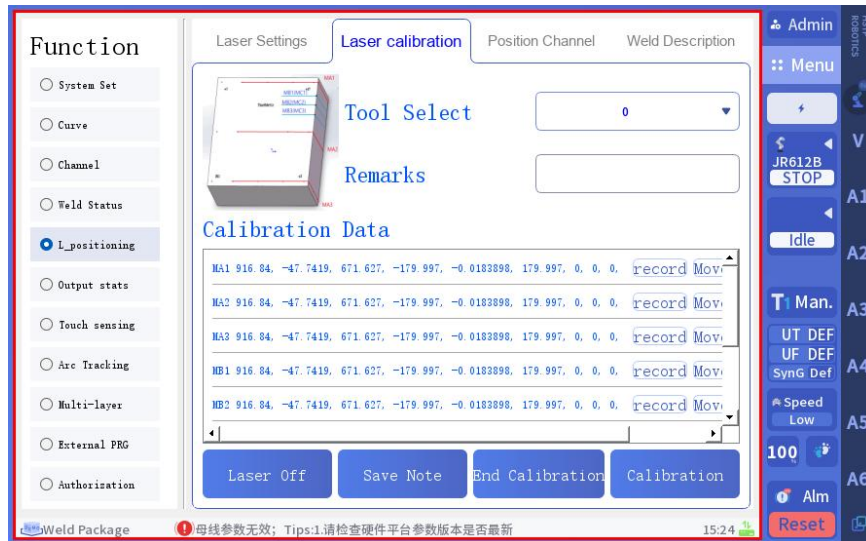 Function
System Set
Curve
Channel
Weld Status
L_positioning
Output stats
Touch sensing
Arc Tracking
Multi-layer
External PRG
Authorization
Laser Settings
Laser calibration
Position Channel
Weld Description
MA1
MA2
MA3
Tool Select
0
Remarks
Calibration Data
MA1 916.84, -47.7419, 671.627, -179.997, -0.0183898, 179.997, 0, 0, 0, record Mov
MA2 916.84, -47.7419, 671.627, -179.997, -0.0183898, 179.997, 0, 0, 0, record Mov
MA3 916.84, -47.7419, 671.627, -179.997, -0.0183898, 179.997, 0, 0, 0, record Mov
MB1 916.84, -47.7419, 671.627, -179.997, -0.0183898, 179.997, 0, 0, 0, record Mov
MB2 916.84, -47.7419, 671.627, -179.997, -0.0183898, 179.997, 0, 0, 0, record Mov
Laser Off
Save Note
End Calibration
Calibration
Weld Package
母线参数无效；Tips:1.请检查硬件平台参数版本是否最新
15:24
Admin
Menu
JR612B
STOP
Idle
T1 Man.
UT DEF
UF DEF
SynG Def
Speed
Low
100%
Alm
Reset
ROBOTICS
V
A1
A2
A3
A4
A5
A6